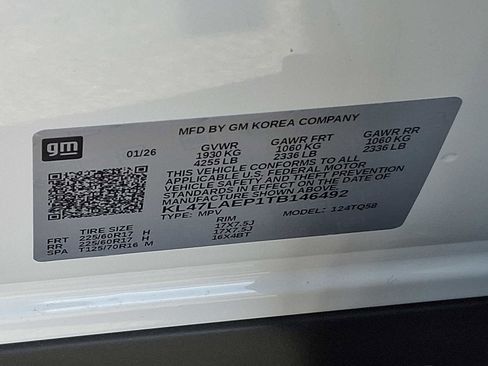 MFD BY GM KOREA COMPANY
gm 01/26 GVWR GAWR FRT GAWR RR
1930 KG 1060 KG 1060 KG
4255 LB 2336 LB 2336 LB
THIS VEHICLE CONFORMS TO ALL
APPLICABLE U.S. FEDERAL MOTOR
VEHICLE SAFETY AND THEFT PREVENTION
STANDARDS IN EFFECT ON THE DATE OF
MANUFACTURE SHOWN ABOVE.
KL47LAEP1TB146492
TYPE: MPV MODEL: 124TQ58
TIRE SIZE RIM
FRT 225/60R17 H 17X7.5J
RR 225/60R17 H 17X7.5J
SPA T125/70R16 M 16X4BT